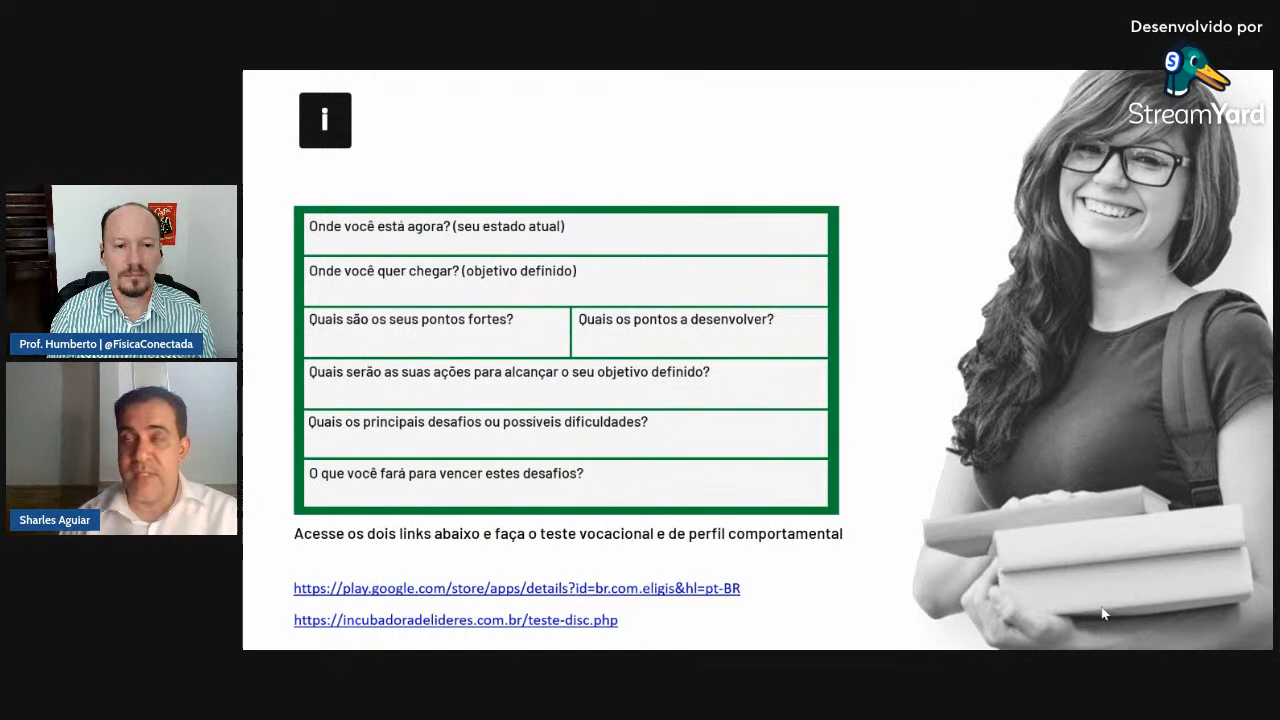 Desenvolvido por
S
StreamYard
i
Onde você está agora? (seu estado atual)
Onde você quer chegar? (objetivo definido)
Quais são os seus pontos fortes?
Quais os pontos a desenvolver?
Quais serão as suas ações para alcançar o seu objetivo definido?
Quais os principais desafios ou possíveis dificuldades?
O que você fará para vencer estes desafios?
Acesse os dois links abaixo e faça o teste vocacional e de perfil comportamental
https://play.google.com/store/apps/details?id=br.com.eligis&hl=pt-BR
https://incubadoradelideres.com.br/teste-disc.php
Prof. Humberto | @FisicaConectada
Sharles Aguiar